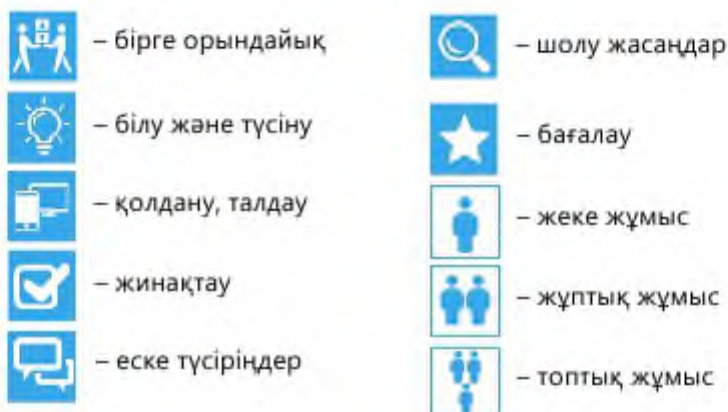 – бірге орындайық
– білу және түсіну
– қолдану, талдау
– жинақтау
– еске түсіріңдер
– шолу жасаңдар
– бағалау
– жеке жұмыс
– жұптық жұмыс
– топтық жұмыс